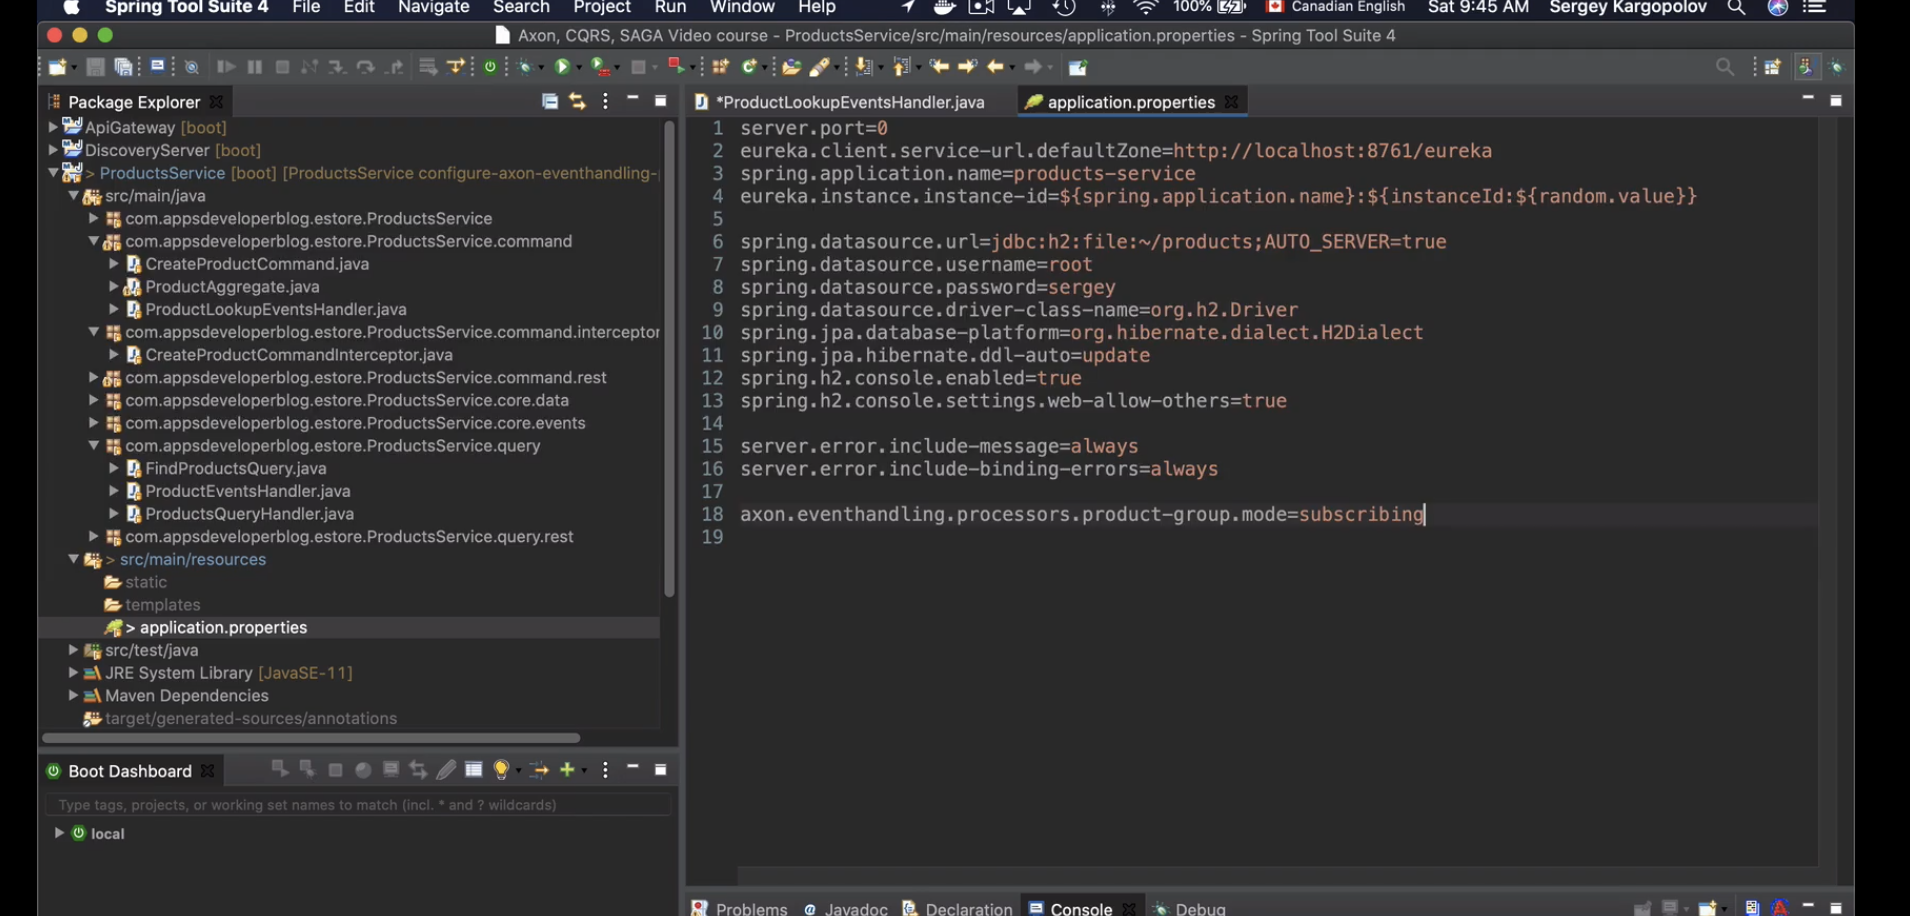 Spring Tool Suite 4 File Edit Navigate Search Project Run Window Help 100% Canadian English Sat 9:45 AM Sergey Kargopolov
Axon, CQRS, SAGA Video course - ProductsService/src/main/resources/application.properties - Spring Tool Suite 4
Package Explorer
ApiGateway [boot]
DiscoveryServer [boot]
> ProductsService [boot] [ProductsService configure-axon-eventhandling-
src/main/java
com.appsdeveloperblog.estore.ProductsService
com.appsdeveloperblog.estore.ProductsService.command
CreateProductCommand.java
ProductAggregate.java
ProductLookupEventsHandler.java
com.appsdeveloperblog.estore.ProductsService.command.interceptor
CreateProductCommandInterceptor.java
com.appsdeveloperblog.estore.ProductsService.command.rest
com.appsdeveloperblog.estore.ProductsService.core.data
com.appsdeveloperblog.estore.ProductsService.core.events
com.appsdeveloperblog.estore.ProductsService.query
FindProductsQuery.java
ProductEventsHandler.java
ProductsQueryHandler.java
com.appsdeveloperblog.estore.ProductsService.query.rest
> src/main/resources
static
templates
> application.properties
src/test/java
JRE System Library [JavaSE-11]
Maven Dependencies
target/generated-sources/annotations
Boot Dashboard
Type tags, projects, or working set names to match (incl. * and ? wildcards)
local
*ProductLookupEventsHandler.java application.properties
1 server.port=0
2 eureka.client.service-url.defaultZone=http://localhost:8761/eureka
3 spring.application.name=products-service
4 eureka.instance.instance-id=${spring.application.name}:${instanceId:${random.value}}
5
6 spring.datasource.url=jdbc:h2:file:~/products;AUTO_SERVER=true
7 spring.datasource.username=root
8 spring.datasource.password=sergey
9 spring.datasource.driver-class-name=org.h2.Driver
10 spring.jpa.database-platform=org.hibernate.dialect.H2Dialect
11 spring.jpa.hibernate.ddl-auto=update
12 spring.h2.console.enabled=true
13 spring.h2.console.settings.web-allow-others=true
14
15 server.error.include-message=always
16 server.error.include-binding-errors=always
17
18 axon.eventhandling.processors.product-group.mode=subscribing
19
Problems @ Javadoc Declaration Console Debug